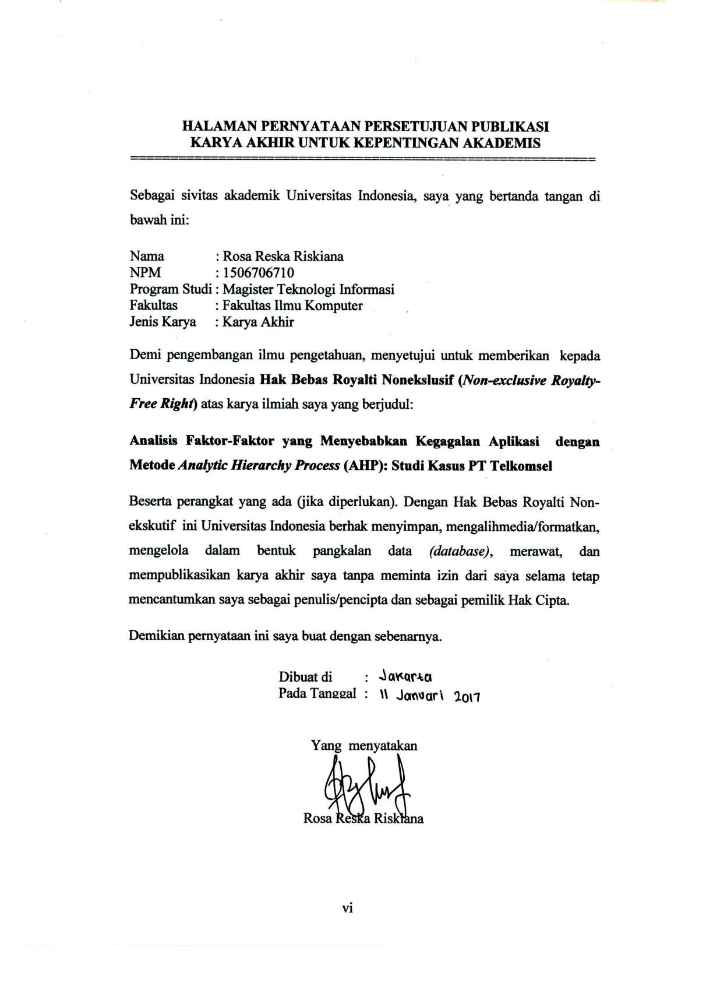 HALAMAN PERNYATAAN PERSETUJUAN PUBLIKASI
KARYA AKHIR UNTUK KEPENTINGAN AKADEMIS
Sebagai sivitas akademik Universitas Indonesia, saya yang bertanda tangan di
bawah ini:
Nama : Rosa Reska Riskiana
NPM : 1506706710
Program Studi : Magister Teknologi Informasi
Fakultas : Fakultas Ilmu Komputer
Jenis Karya : Karya Akhir
Demi pengembangan ilmu pengetahuan, menyetujui untuk memberikan kepada
Universitas Indonesia Hak Bebas Royalti Nonekslusif (Non-exclusive Royalty-
Free Right) atas karya ilmiah saya yang berjudul:
Analisis Faktor-Faktor yang Menyebabkan Kegagalan Aplikasi dengan
Metode Analytic Hierarchy Process (AHP): Studi Kasus PT Telkomsel
Beserta perangkat yang ada (jika diperlukan). Dengan Hak Bebas Royalti Non-
ekskutif ini Universitas Indonesia berhak menyimpan, mengalihmedia/formatkan,
mengelola dalam bentuk pangkalan data (database), merawat, dan
mempublikasikan karya akhir saya tanpa meminta izin dari saya selama tetap
mencantumkan saya sebagai penulis/pencipta dan sebagai pemilik Hak Cipta.
Demikian pernyataan ini saya buat dengan sebenarnya.
Dibuat di : Jakarta
Pada Tanggal : 11 Januari 2017
Yang menyatakan
Rosa Reska Riskiana
vi